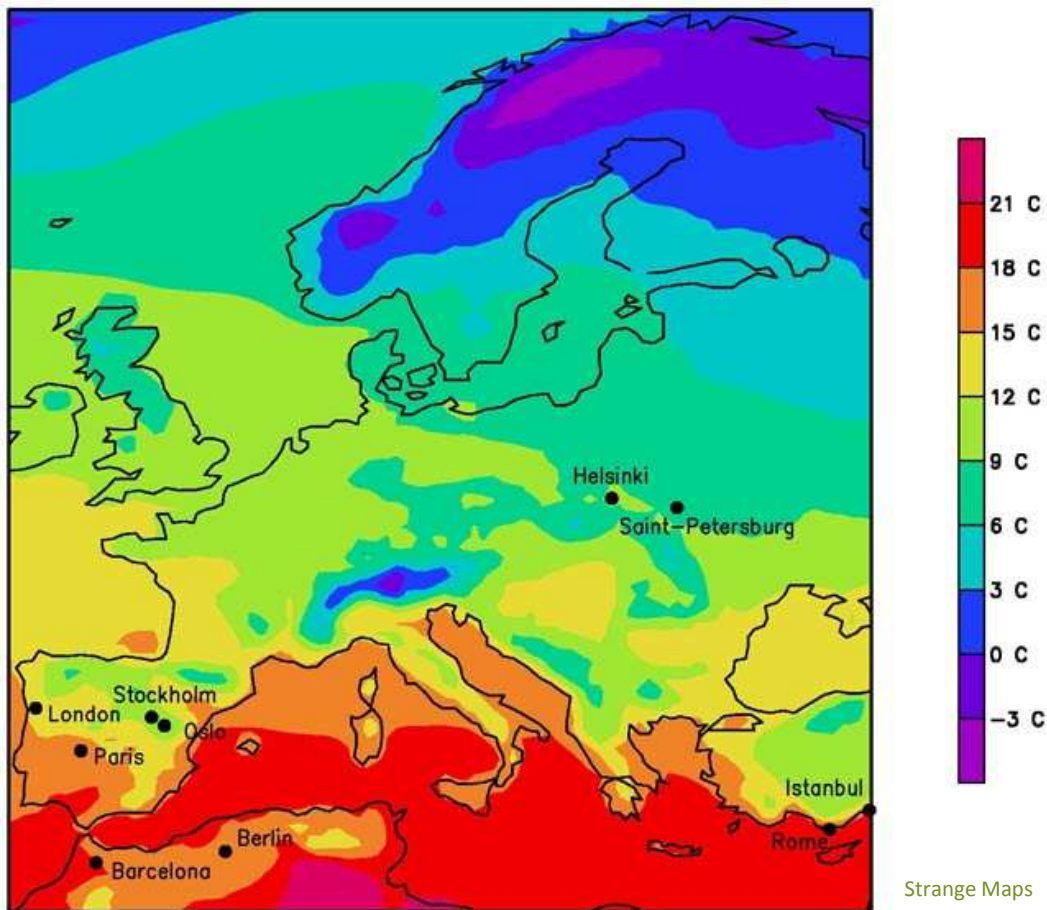 21 C
18 C
15 C
12 C
9 C
6 C
3 C
0 C
-3 C
Helsinki
Saint-Petersburg
Stockholm
London
Oslo
Paris
Istanbul
Rome
Berlin
Barcelona
Strange Maps